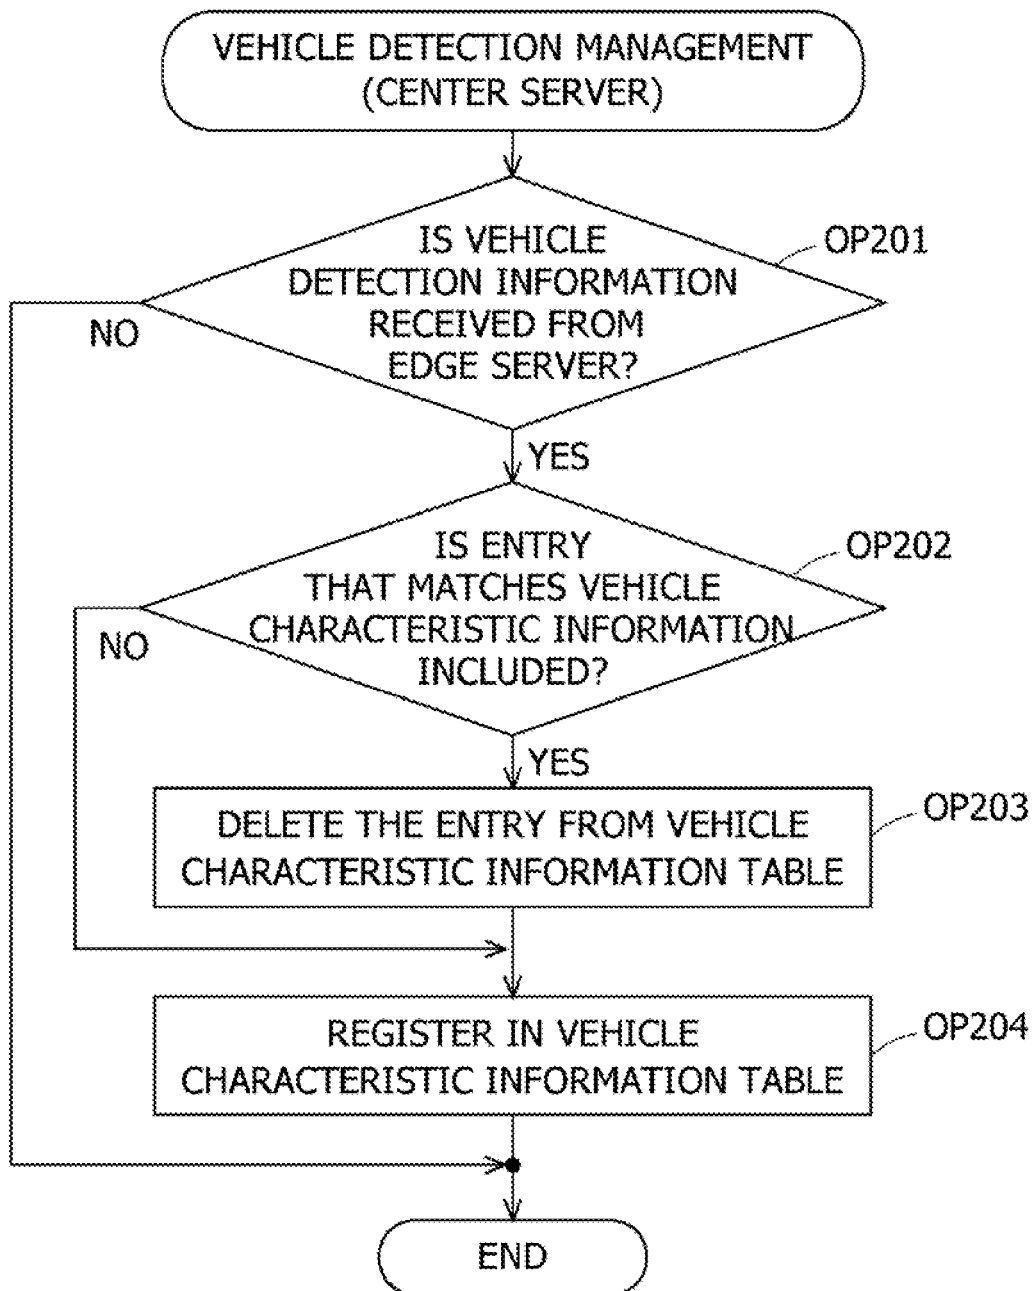 VEHICLE DETECTION MANAGEMENT
(CENTER SERVER)
IS VEHICLE
DETECTION INFORMATION
RECEIVED FROM
EDGE SERVER?
OP201
NO
YES
IS ENTRY
THAT MATCHES VEHICLE
CHARACTERISTIC INFORMATION
INCLUDED?
OP202
NO
YES
DELETE THE ENTRY FROM VEHICLE
CHARACTERISTIC INFORMATION TABLE
OP203
REGISTER IN VEHICLE
CHARACTERISTIC INFORMATION TABLE
OP204
END